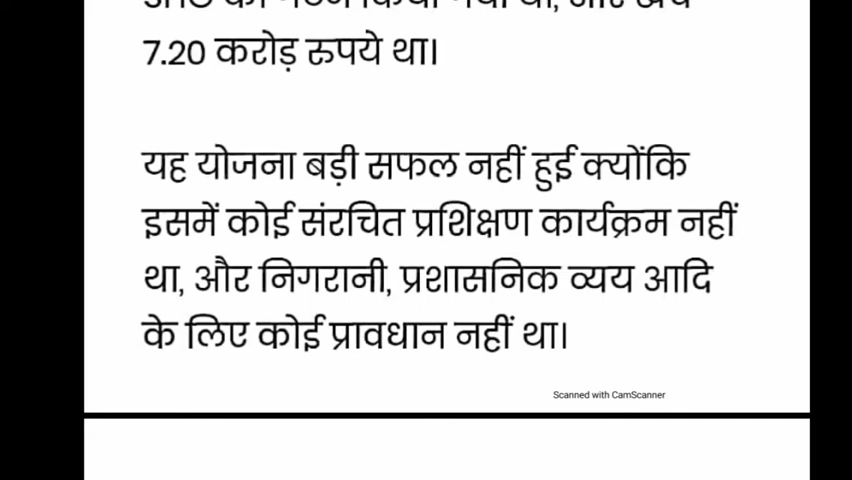 7.20 करोड़ रुपये था।
यह योजना बड़ी सफल नहीं हुई क्योंकि
इसमें कोई संरचित प्रशिक्षण कार्यक्रम नहीं
था, और निगरानी, प्रशासनिक व्यय आदि
के लिए कोई प्रावधान नहीं था।
Scanned with CamScanner